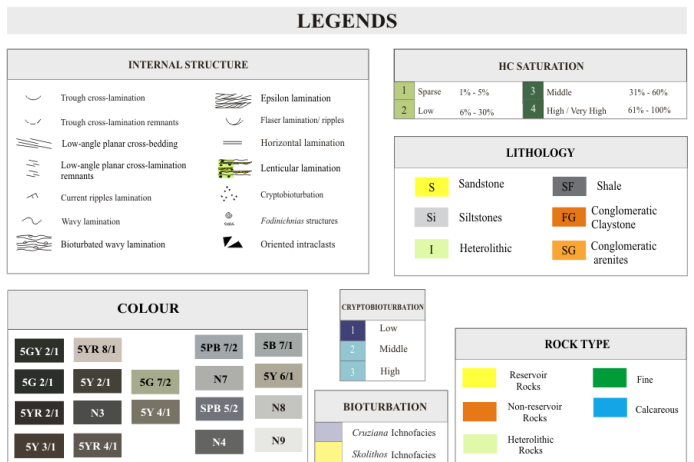 LEGENDS
INTERNAL STRUCTURE
Trough cross-lamination
Trough cross-lamination remnants
Low-angle planar cross-bedding
Low-angle planar cross-lamination
remnants
Current ripples lamination
Wavy lamination
Bioturbated wavy lamination
Epsilon lamination
Flaser lamination/ ripples
Horizontal lamination
Lenticular lamination
Cryptobioturbation
Fodinichnias structures
Oriented intraclasts
HC SATURATION
1 Sparse 1% - 5%
2 Low 6% - 30%
3 Middle 31% - 60%
4 High / Very High 61% - 100%
LITHOLOGY
S Sandstone
Si Siltstones
I Heterolithic
SF Shale
FG Conglomeratic
Claystone
SG Conglomeratic
arenites
COLOUR
5GY 2/1 5YR 8/1 5PB 7/2 5B 7/1
5G 2/1 5Y 2/1 5G 7/2 N7 5Y 6/1
5YR 2/1 N3 5Y 4/1 SPB 5/2 N8
5Y 3/1 5YR 4/1 N4 N9
CRYPTOBIOTURBATION
1 Low
2 Middle
3 High
BIOTURBATION
Cruziana Ichnofacies
Skolithos Ichnofacies
ROCK TYPE
Reservoir
Rocks
Non-reservoir
Rocks
Heterolithic
Rocks
Fine
Calcareous